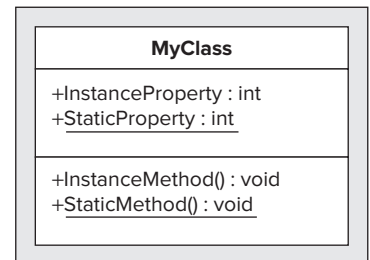 MyClass
+InstanceProperty : int
+StaticProperty : int
+InstanceMethod() : void
+StaticMethod() : void